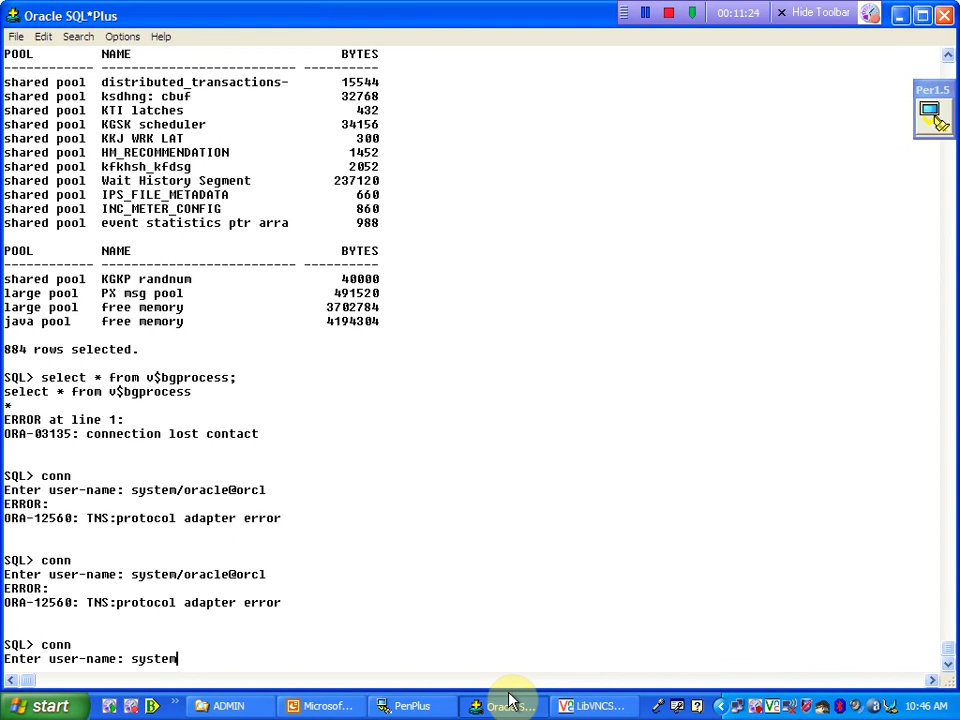 Oracle SQL*Plus
00:11:24
Hide Toolbar
File Edit Search Options Help
Per1.5
POOL NAME BYTES
------------ -------------------------- ----------
shared pool distributed_transactions- 15544
shared pool ksdhng: cbuf 32768
shared pool KTI latches 432
shared pool KGSK scheduler 34156
shared pool KKJ WRK LAT 300
shared pool HM_RECOMMENDATION 1452
shared pool kfkhsh_kfdsg 2052
shared pool Wait History Segment 237120
shared pool IPS_FILE_METADATA 660
shared pool INC_METER_CONFIG 860
shared pool event statistics ptr arra 988
POOL NAME BYTES
------------ -------------------------- ----------
shared pool KGKP randnum 40000
large pool PX msg pool 491520
large pool free memory 3702784
java pool free memory 4194304
884 rows selected.
SQL> select * from v$bgprocess;
select * from v$bgprocess
*
ERROR at line 1:
ORA-03135: connection lost contact
SQL> conn
Enter user-name: system/oracle@orcl
ERROR:
ORA-12560: TNS:protocol adapter error
SQL> conn
Enter user-name: system/oracle@orcl
ERROR:
ORA-12560: TNS:protocol adapter error
SQL> conn
Enter user-name: system
start ADMIN Microsof... PenPlus Oracle S... LibVNCS... 10:46 AM